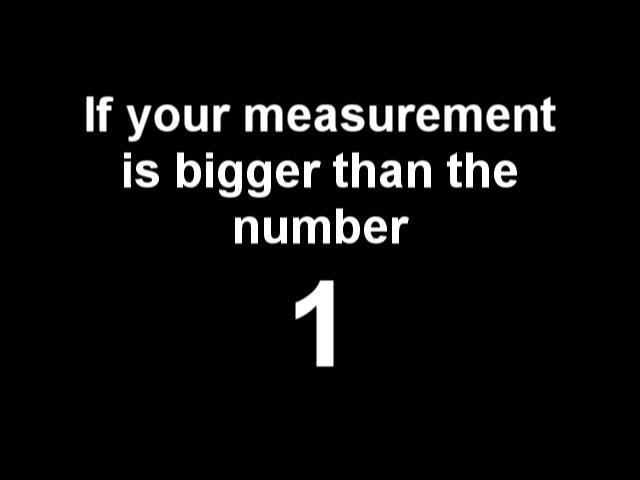 If your measurement
is bigger than the
number
1